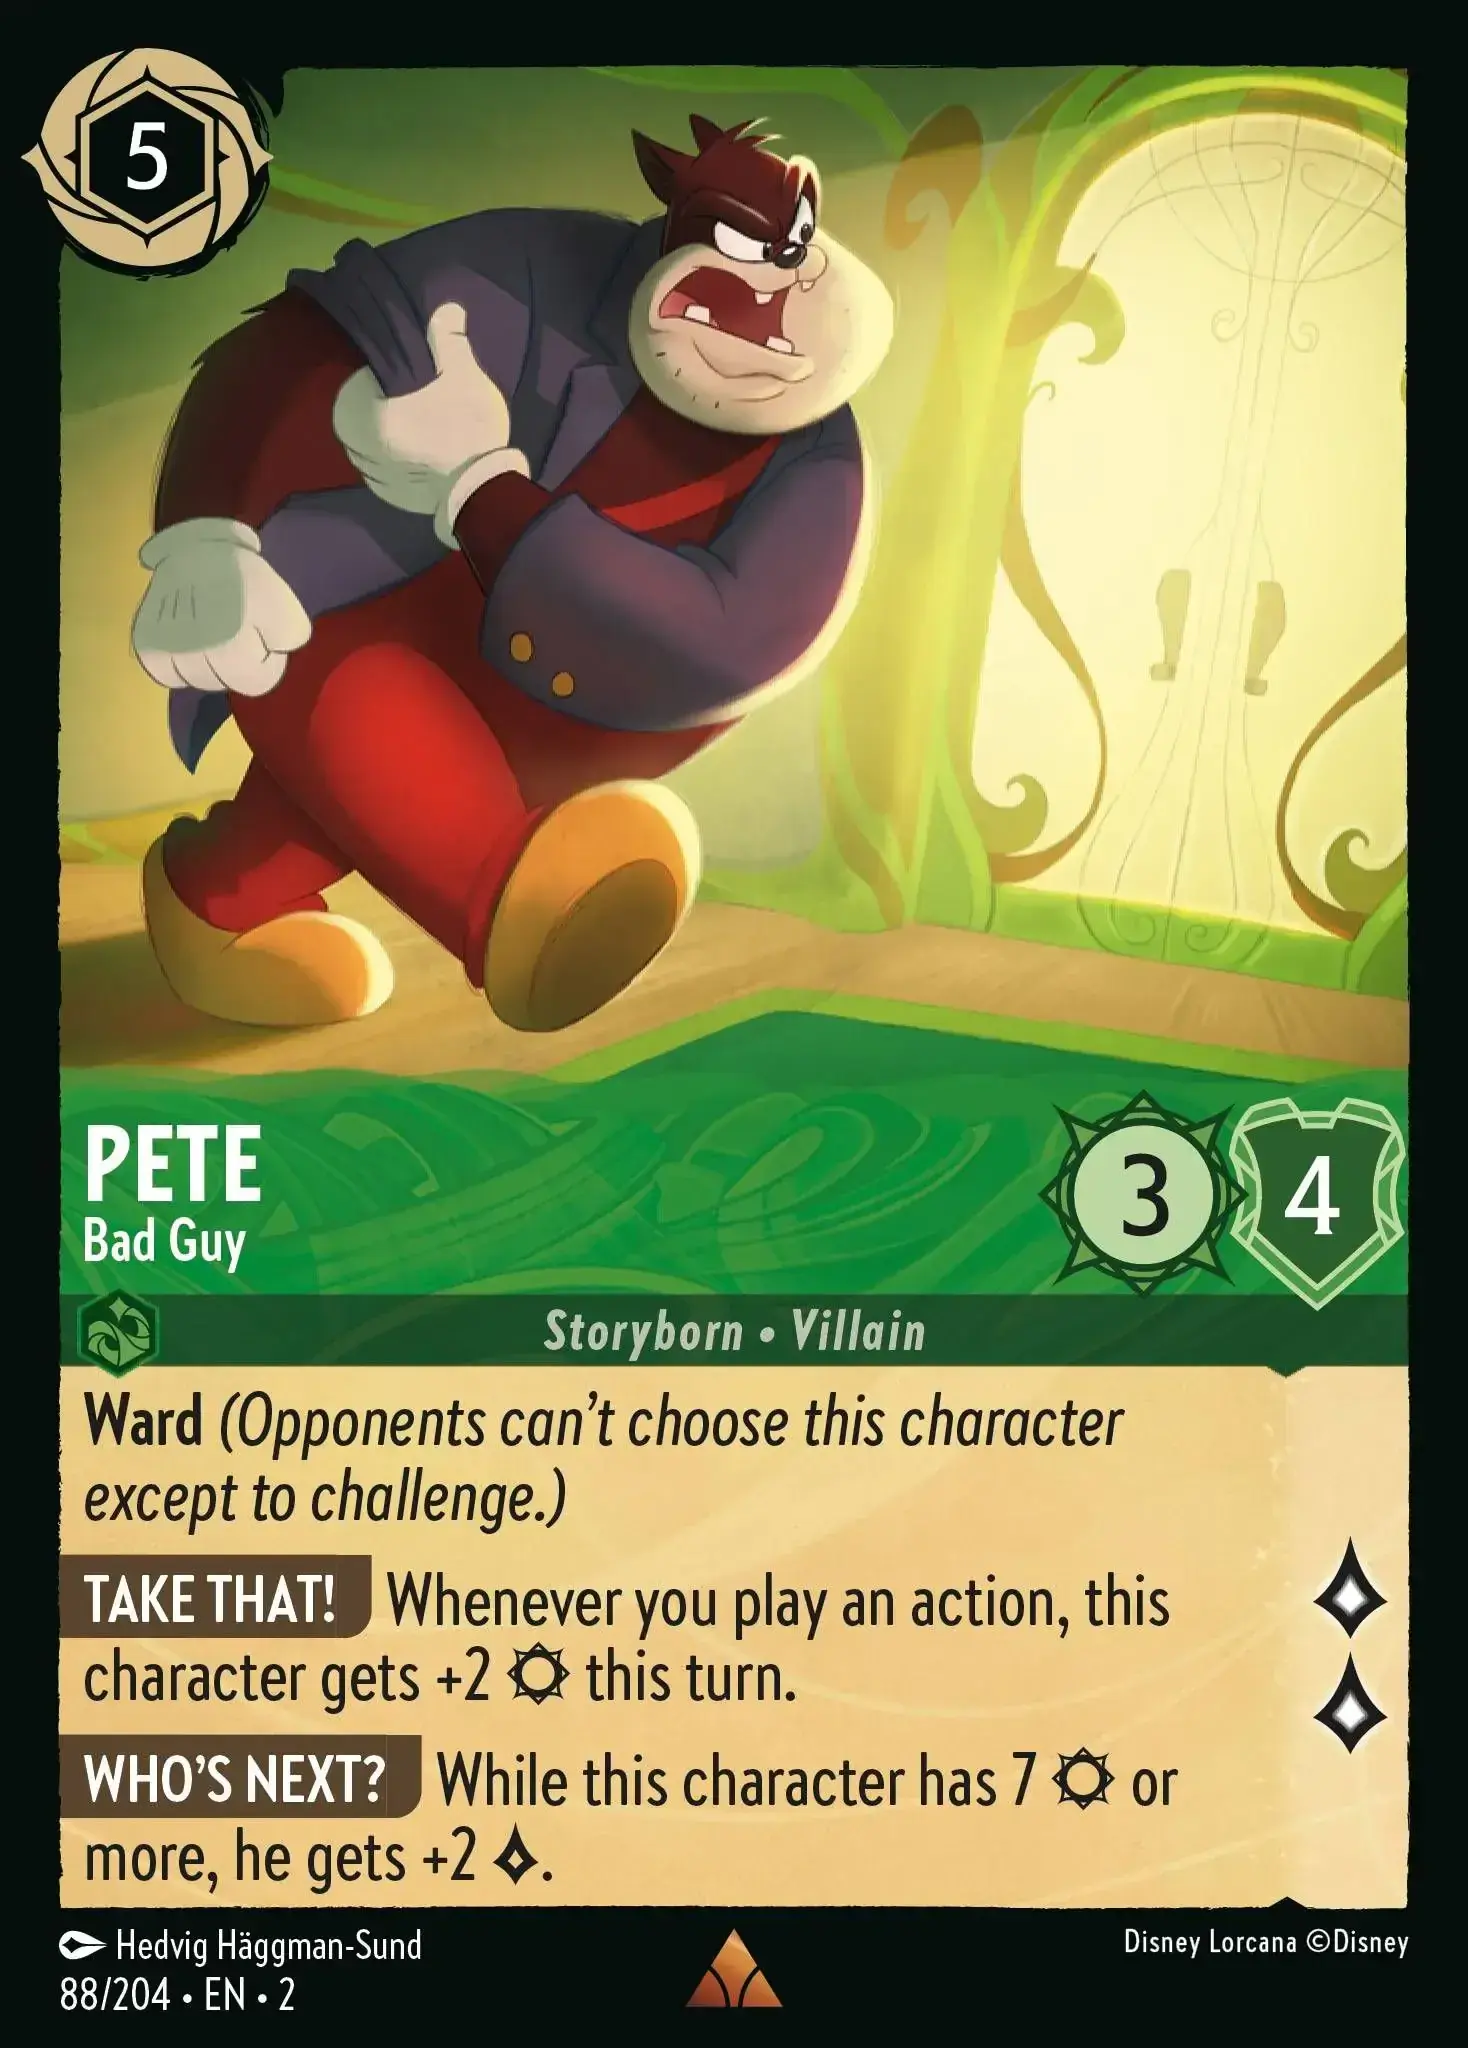 5
PETE
Bad Guy
3
4
Storyborn • Villain
Ward (Opponents can't choose this character
except to challenge.)
TAKE THAT! Whenever you play an action, this
character gets +2 this turn.
WHO'S NEXT? While this character has 7 or
more, he gets +2 .
Hedvig Häggman-Sund
Disney Lorcana ©Disney
88/204 • EN • 2